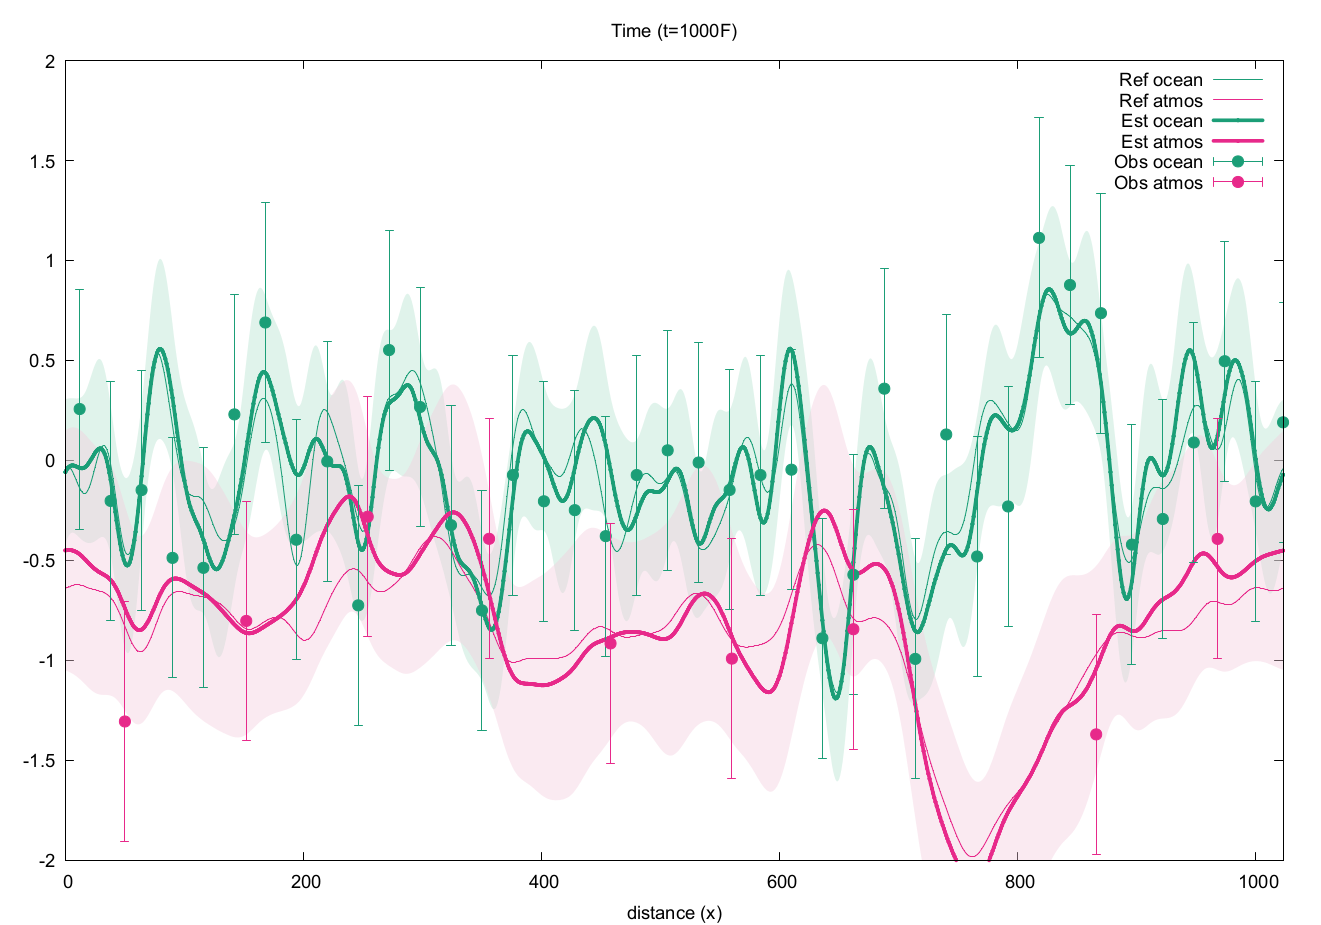 Time (t=1000F)
2
1.5
1
0.5
0
-0.5
-1
-1.5
-2
Ref ocean
Ref atmos
Est ocean
Est atmos
Obs ocean
Obs atmos
0 200 400 600 800 1000
distance (x)